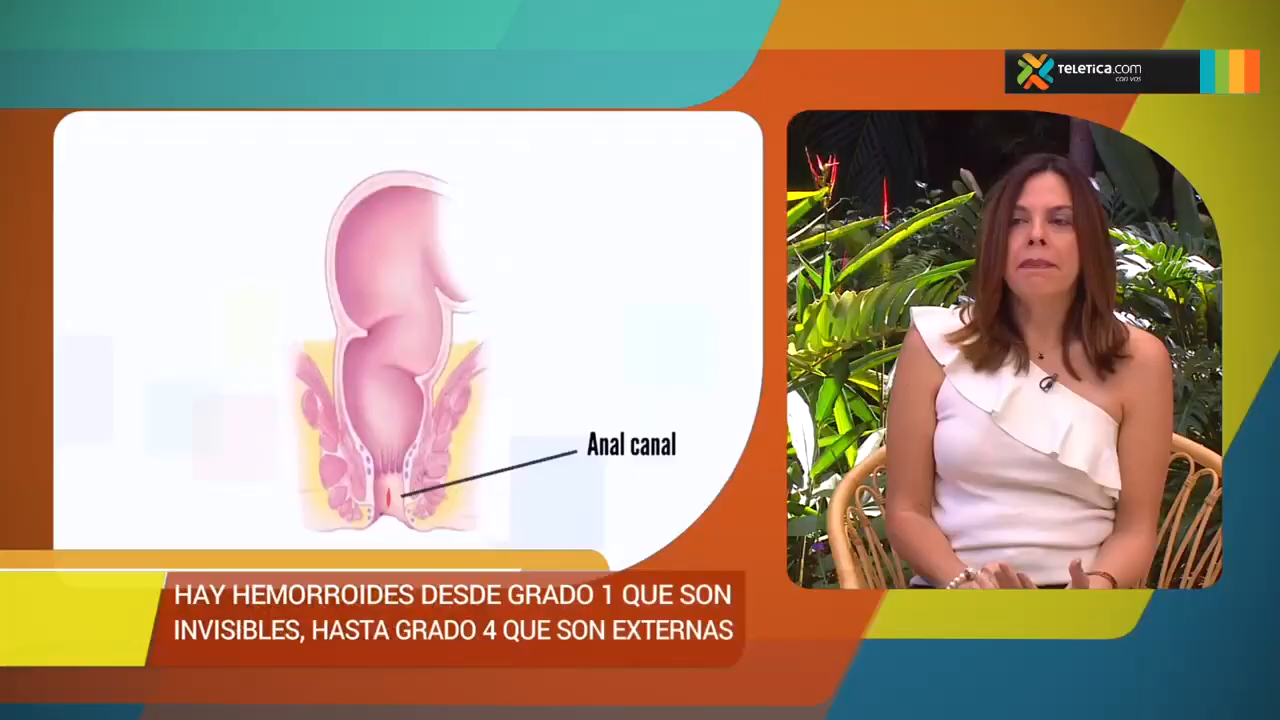 TELETICA.com
con vos
Anal canal
HAY HEMORROIDES DESDE GRADO 1 QUE SON
INVISIBLES, HASTA GRADO 4 QUE SON EXTERNAS